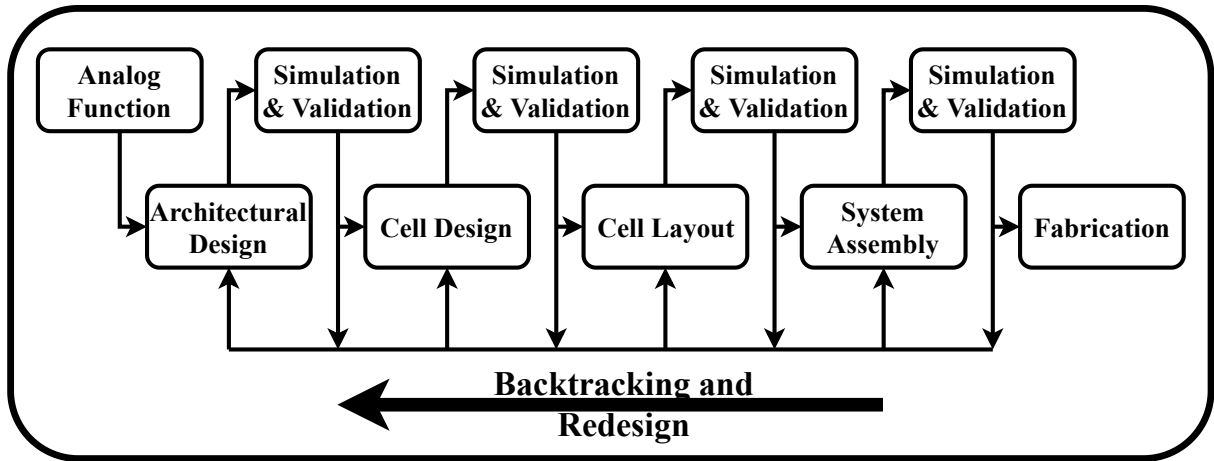 Analog
Function
Simulation
& Validation
Simulation
& Validation
Simulation
& Validation
Simulation
& Validation
Architectural
Design
Cell Design
Cell Layout
System
Assembly
Fabrication
Backtracking and
Redesign